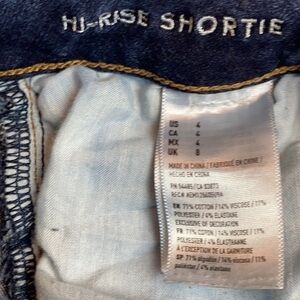 HI-RISE SHORTIE
US 4
CA 4
MX 4
UK 8
MADE IN CHINA / FABRIQUÉ EN CHINE /
HECHO EN CHINA
EN: 71% COTTON / 14% VISCOSE / 11%
POLYESTER / 4% ELASTANE
EXCLUSIVE OF DECORATION
FR: 71% COTON / 14% VISCOSE / 11%
POLYESTER / 4% ÉLASTHANNE
À L'EXCEPTION DE LA GARNITURE
SP: 71% algodón / 14% viscosa / 11%
poliéster / 4% elastano